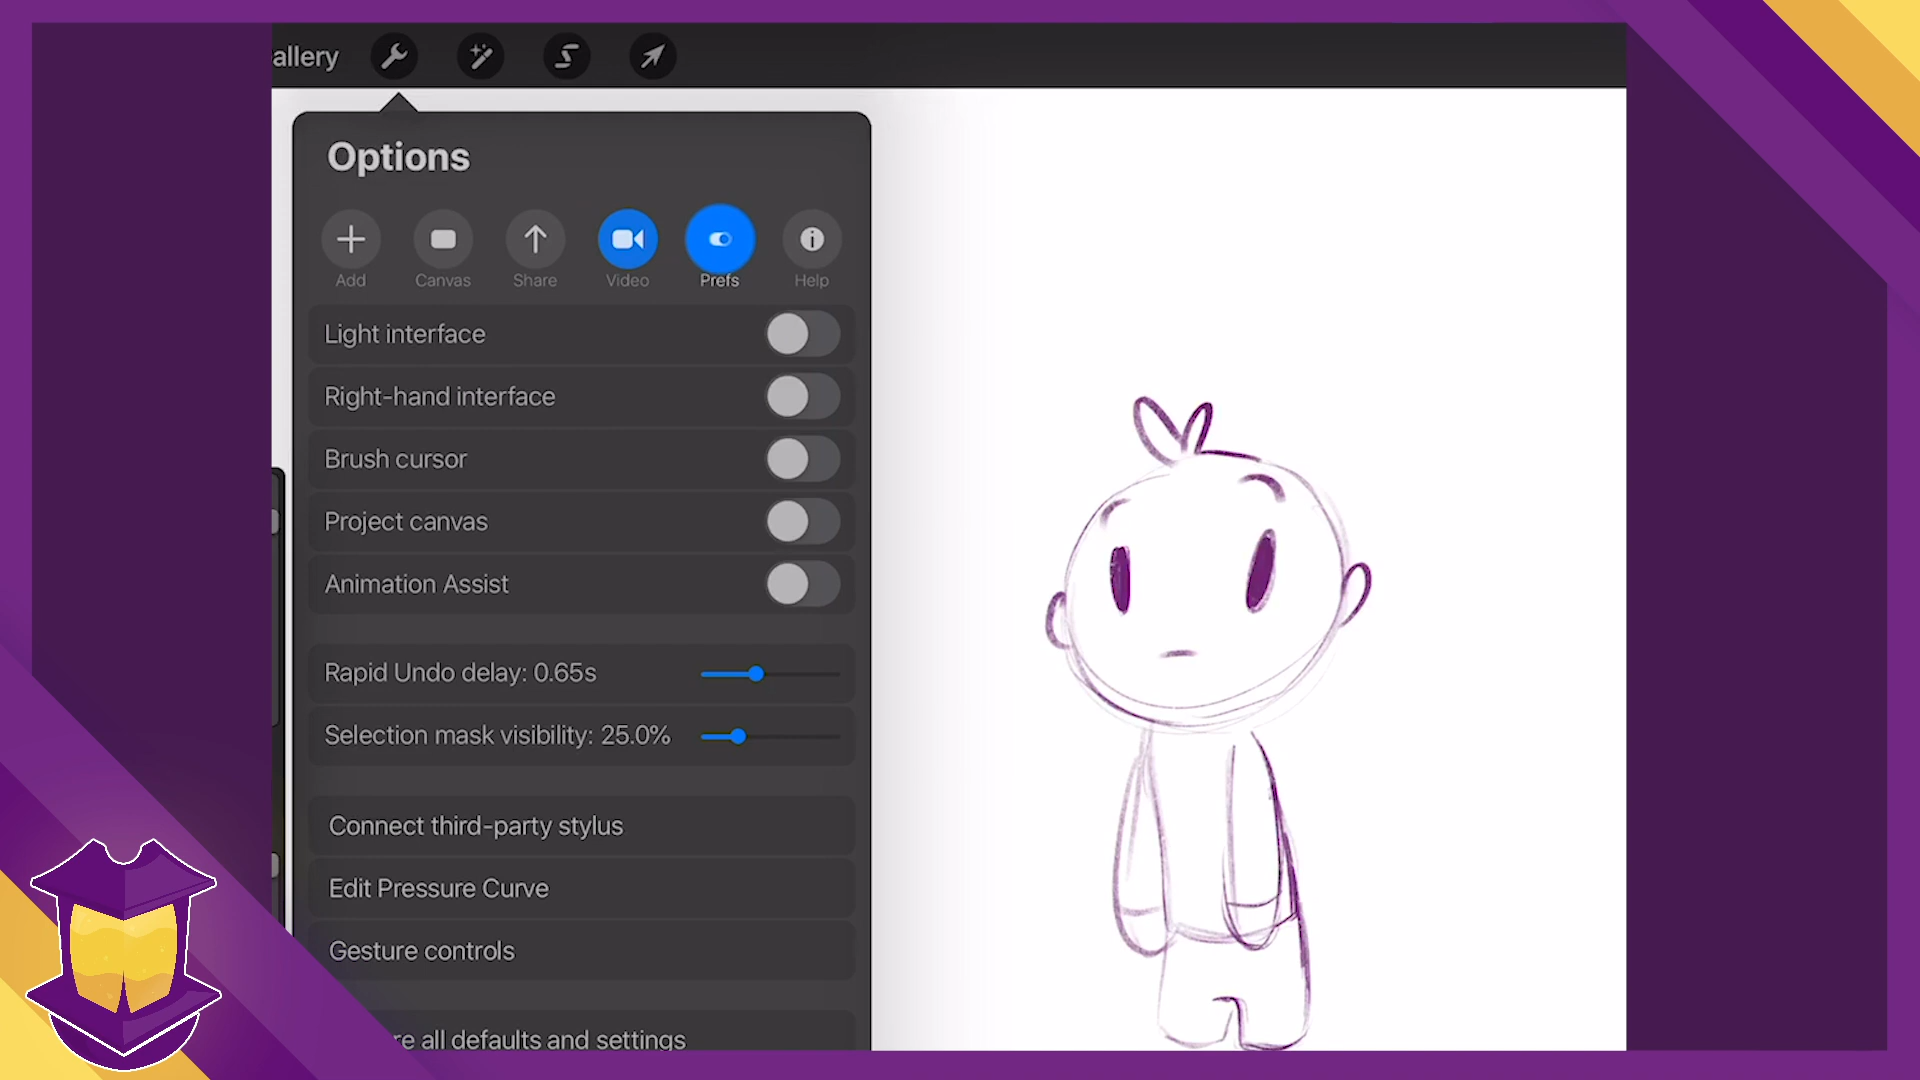 allery
Options
Add Canvas Share Video Prefs Help
Light interface
Right-hand interface
Brush cursor
Project canvas
Animation Assist
Rapid Undo delay: 0.65s
Selection mask visibility: 25.0%
Connect third-party stylus
Edit Pressure Curve
Gesture controls
re all defaults and settings